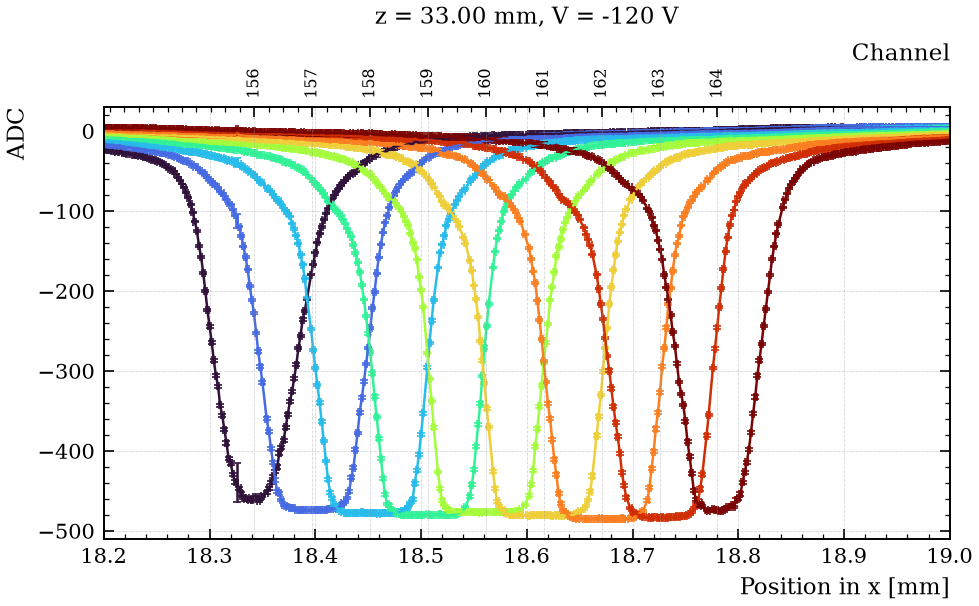 z = 33.00 mm, V = -120 V
Channel
156 157 158 159 160 161 162 163 164
ADC
0
−100
−200
−300
−400
−500
18.2 18.3 18.4 18.5 18.6 18.7 18.8 18.9 19.0
Position in x [mm]